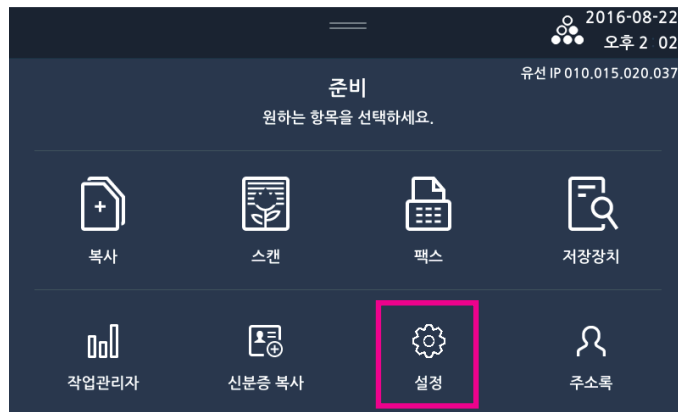 2016-08-22
오후 2 02
유선 IP 010.015.020.037
준비
원하는 항목을 선택하세요.
복사 스캔 팩스 저장장치
작업관리자 신분증 복사 설정 주소록